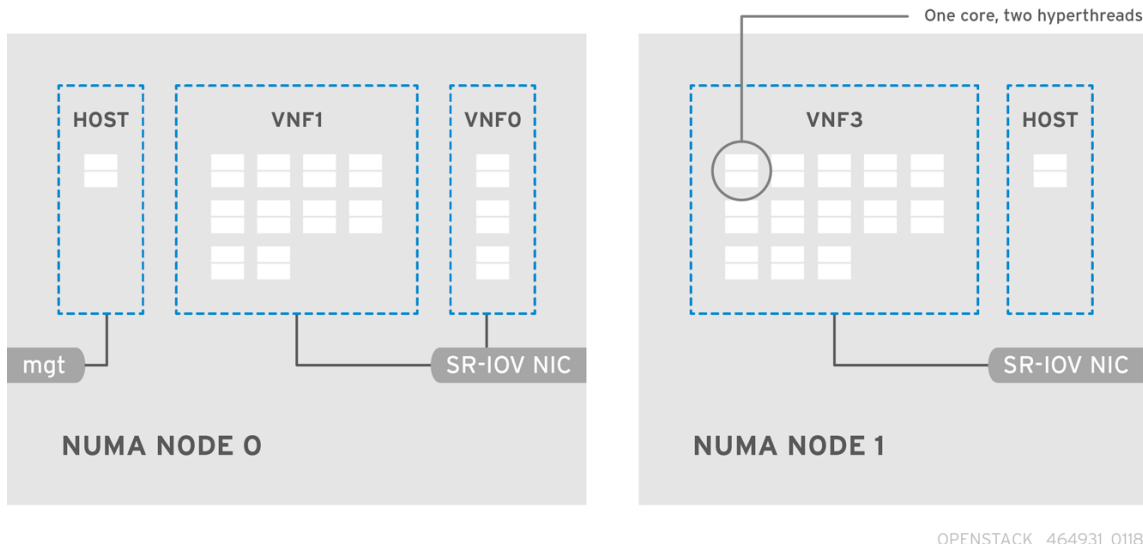 One core, two hyperthreads
HOST
VNF1
VNF0
VNF3
HOST
mgt
SR-IOV NIC
SR-IOV NIC
NUMA NODE 0
NUMA NODE 1
OPENSTACK_464931_0118